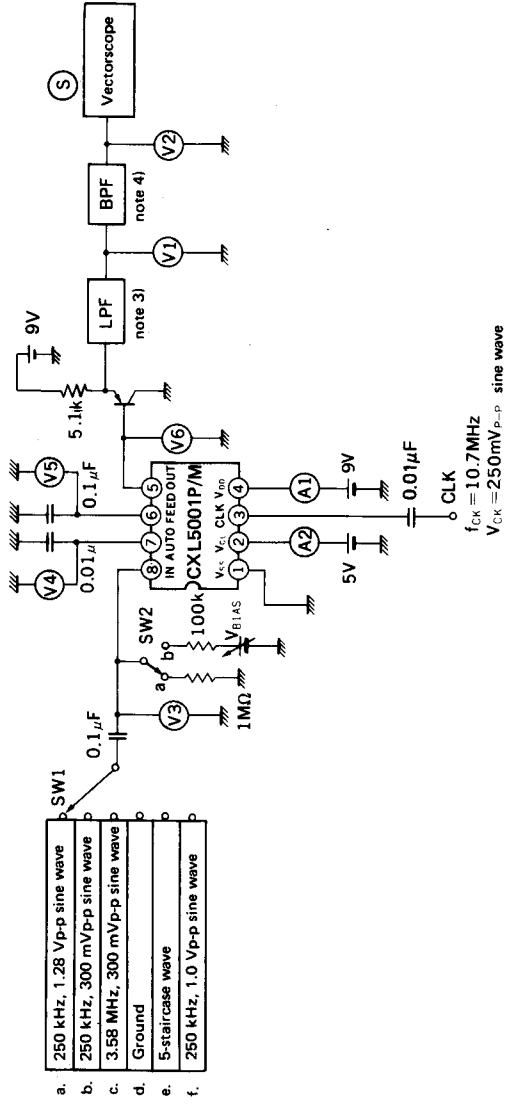 a. 250 kHz, 1.28 Vp-p sine wave
b. 250 kHz, 300 mVp-p sine wave
c. 3.58 MHz, 300 mVp-p sine wave
d. Ground
e. 5-staircase wave
f. 250 kHz, 1.0 Vp-p sine wave
SW1
0.1μF
V3
SW2
a
b
1MΩ
100k
VBIAS
V4
0.01μ
V5
0.1μF
8 7 6 5
IN AUTO FEED OUT
CXL5001P/M
VSS VCL CLK VDD
1 2 3 4
A2
5V
A1
9V
0.01μF
CLK
fCK=10.7MHz
VCK=250mVP-P sine wave
V6
5.1k
9V
LPF
note 3)
V1
BPF
note 4)
V2
S
Vectorscope